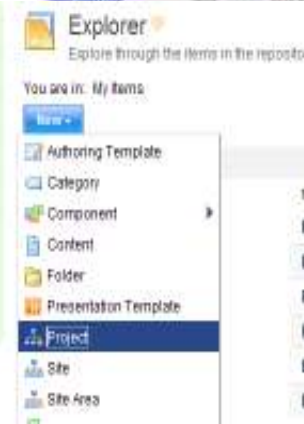 Explorer
Explore through the items in the reposito
You are in: My Items
New
Authoring Template
Category
Component
Content
Folder
Presentation Template
Project
Site
Site Area